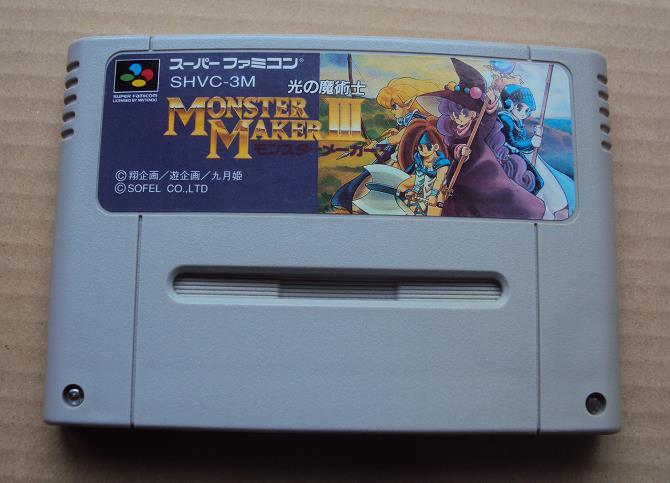 スーパーファミコン®
SHVC-3M
SUPER FAMICOM
LICENSED BY NINTENDO
光の魔術士
MONSTER
MAKER III
モンスターメーカー
©翔企画/遊企画/九月姫
©SOFEL CO.,LTD